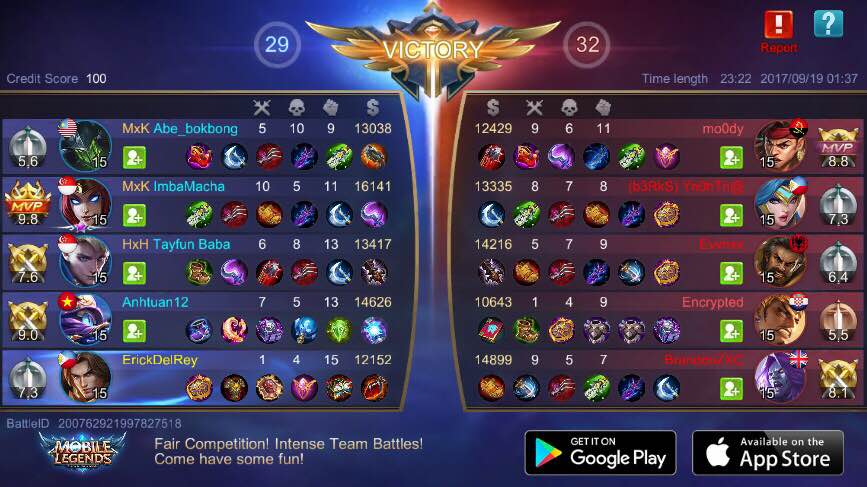 29 VICTORY 32
Report
?
Credit Score 100
Time length 23:22 2017/09/19 01:37
$ $
5,6 15 MxK Abe_bokbong 5 10 9 13038
12429 9 6 11 mo0dy 15 MVP 8.8
MVP 9.8 15 MxK ImbaMacha 10 5 11 16141
13335 8 7 8 15 7,3
7.6 15 HxH Tayfun Baba 6 8 13 13417
14216 5 7 9 15 6,4
9.0 15 Anhtuan12 7 5 13 14626
10643 1 4 9 Encrypted 15 5,5
7,3 15 ErickDelRey 1 4 15 12152
14899 9 5 7 15 8.1
BattleID 200762921997827518
MOBILE LEGENDS
Fair Competition! Intense Team Battles!
Come have some fun!
GET IT ON
Google Play
Available on the
App Store